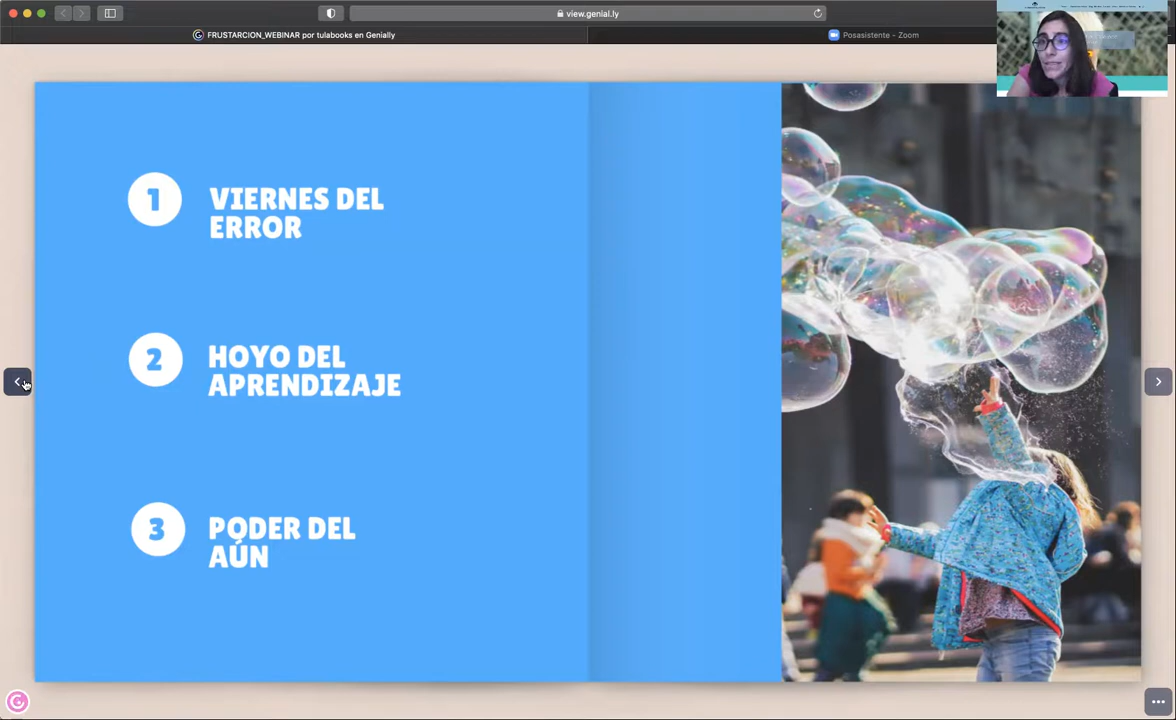 view.genial.ly
FRUSTARCION_WEBINAR por tulabooks en Genially
Posasistente - Zoom
1 VIERNES DEL
ERROR
2 HOYO DEL
APRENDIZAJE
3 PODER DEL
AÚN